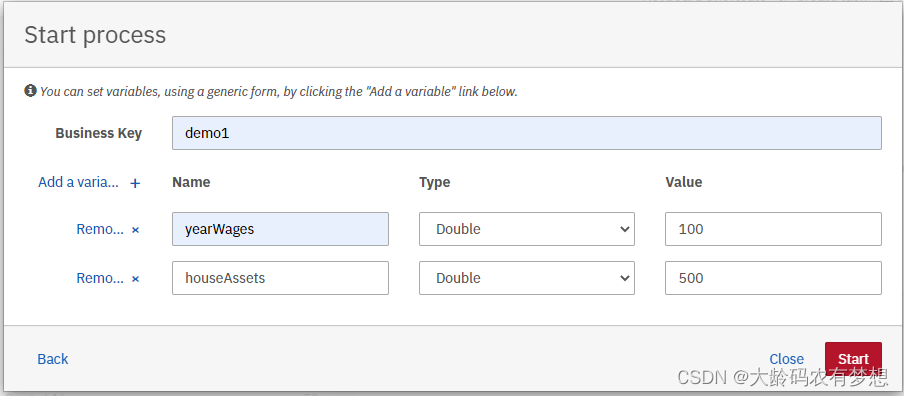 Start process
You can set variables, using a generic form, by clicking the "Add a variable" link below.
Business Key demo1
Add a varia... + Name Type Value
Remo... × yearWages Double 100
Remo... × houseAssets Double 500
Back Close Start
CSDN @大龄码农有梦想